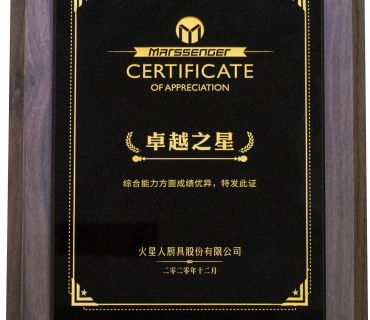 MARSSENGER
CERTIFICATE
OF APPRECIATION
卓越之星
综合能力方面成绩优异，特发此证
火星人厨具股份有限公司
二零二零年十二月